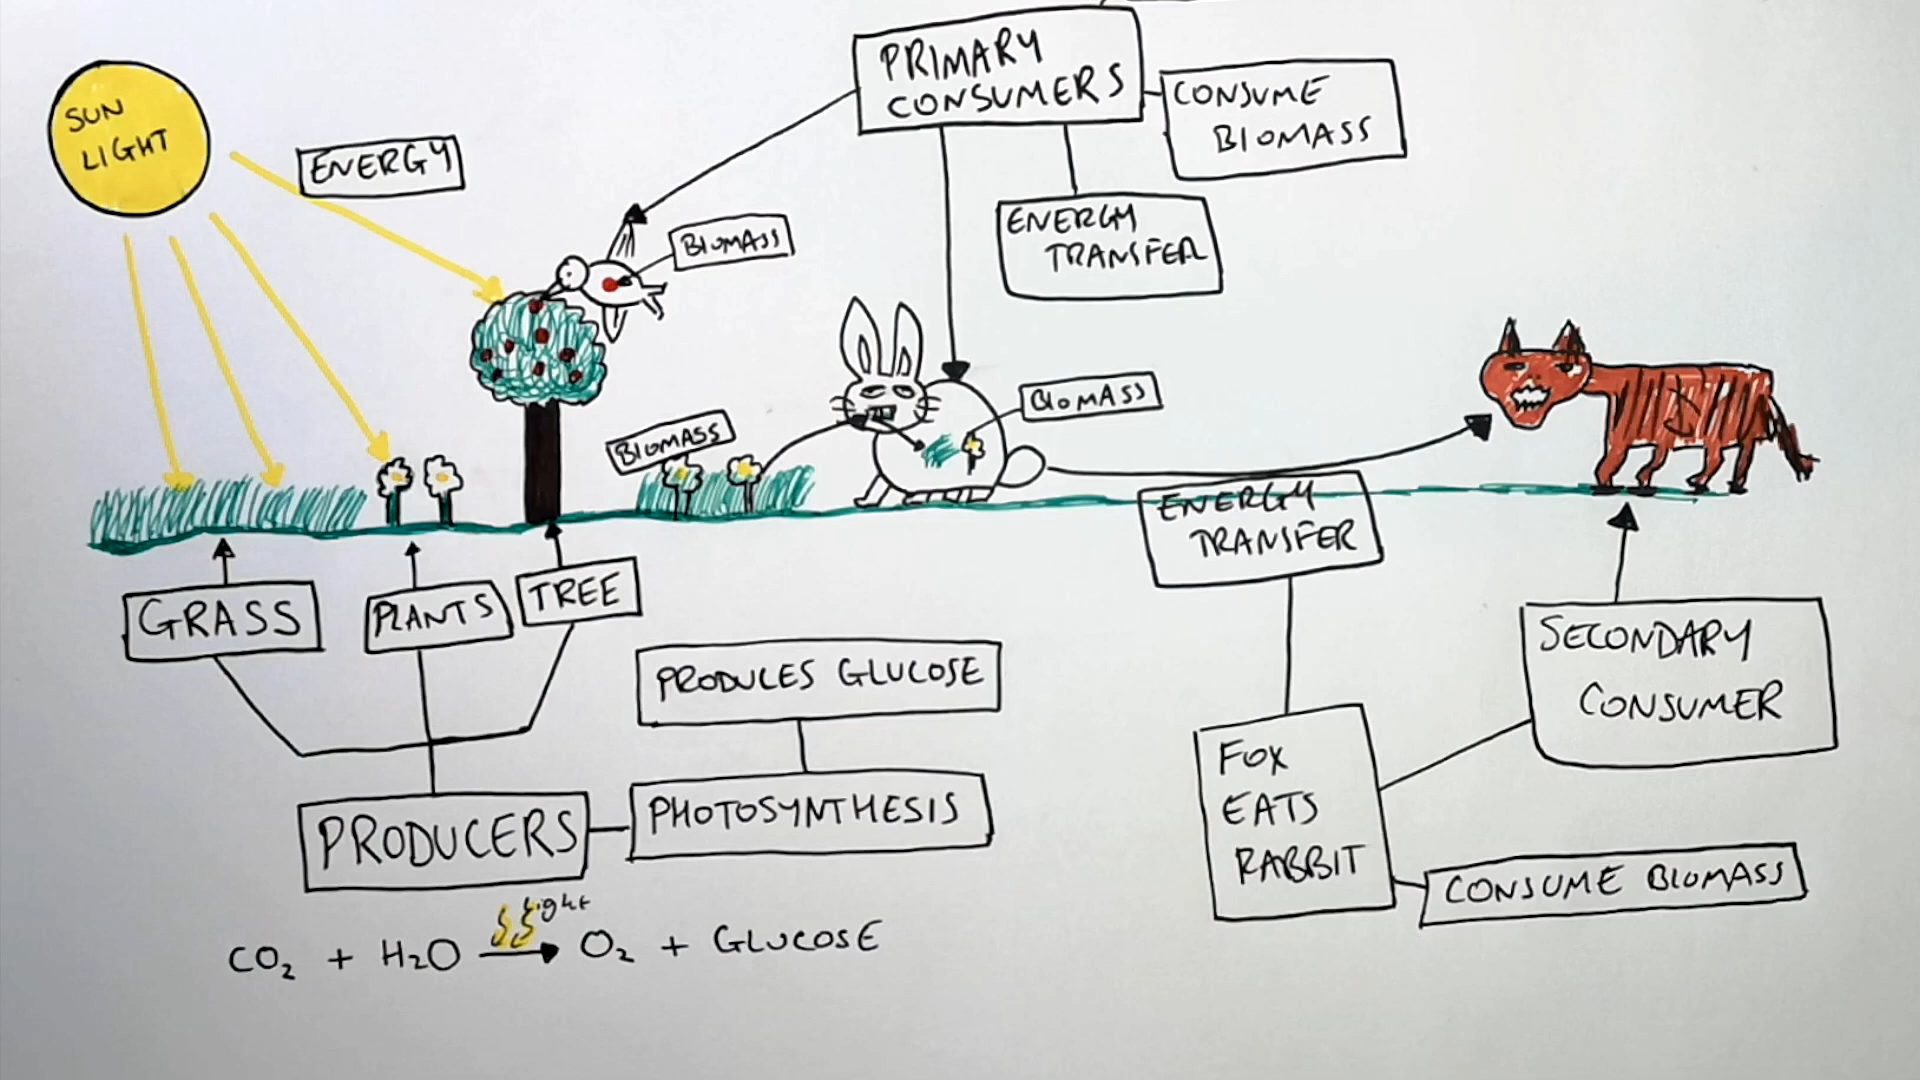 SUN
LIGHT
ENERGY
PRIMARY
CONSUMERS
CONSUME
BIOMASS
ENERGY
TRANSFER
BIOMASS
BIOMASS
BIOMASS
ENERGY
TRANSFER
GRASS
PLANTS
TREE
PRODUCES GLUCOSE
PRODUCERS
PHOTOSYNTHESIS
SECONDARY
CONSUMER
FOX
EATS
RABBIT
CONSUME BIOMASS
light
CO₂ + H₂O → O₂ + GLUCOSE